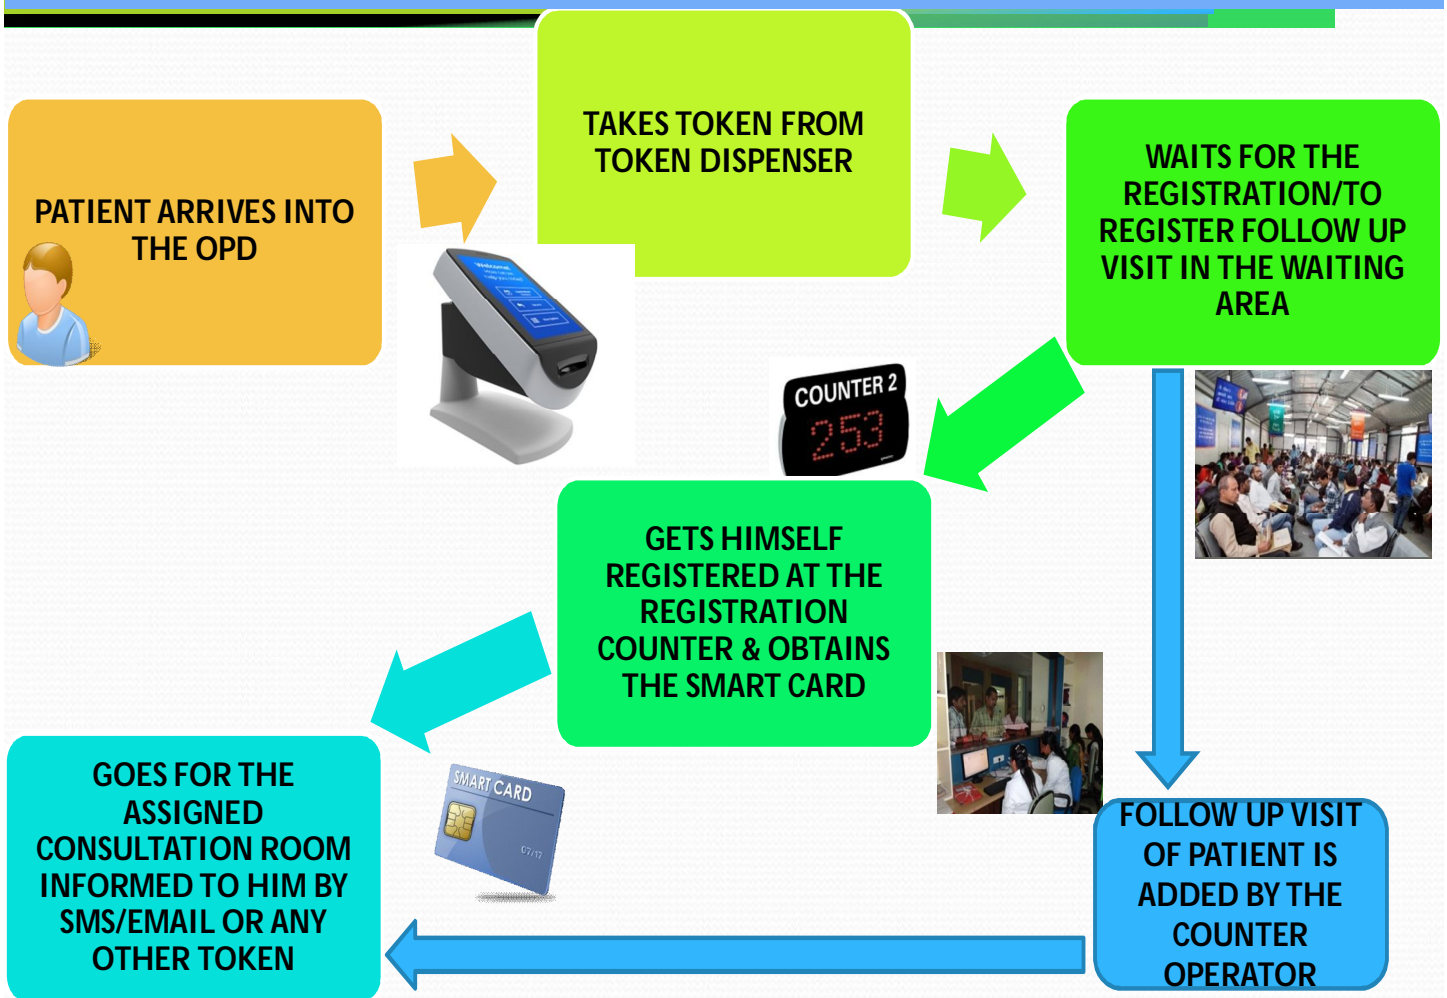 PATIENT ARRIVES INTO
THE OPD
TAKES TOKEN FROM
TOKEN DISPENSER
WAITS FOR THE
REGISTRATION/TO
REGISTER FOLLOW UP
VISIT IN THE WAITING
AREA
Welcome
COUNTER 2
253
GETS HIMSELF
REGISTERED AT THE
REGISTRATION
COUNTER & OBTAINS
THE SMART CARD
SMART CARD
07/17
GOES FOR THE
ASSIGNED
CONSULTATION ROOM
INFORMED TO HIM BY
SMS/EMAIL OR ANY
OTHER TOKEN
FOLLOW UP VISIT
OF PATIENT IS
ADDED BY THE
COUNTER
OPERATOR